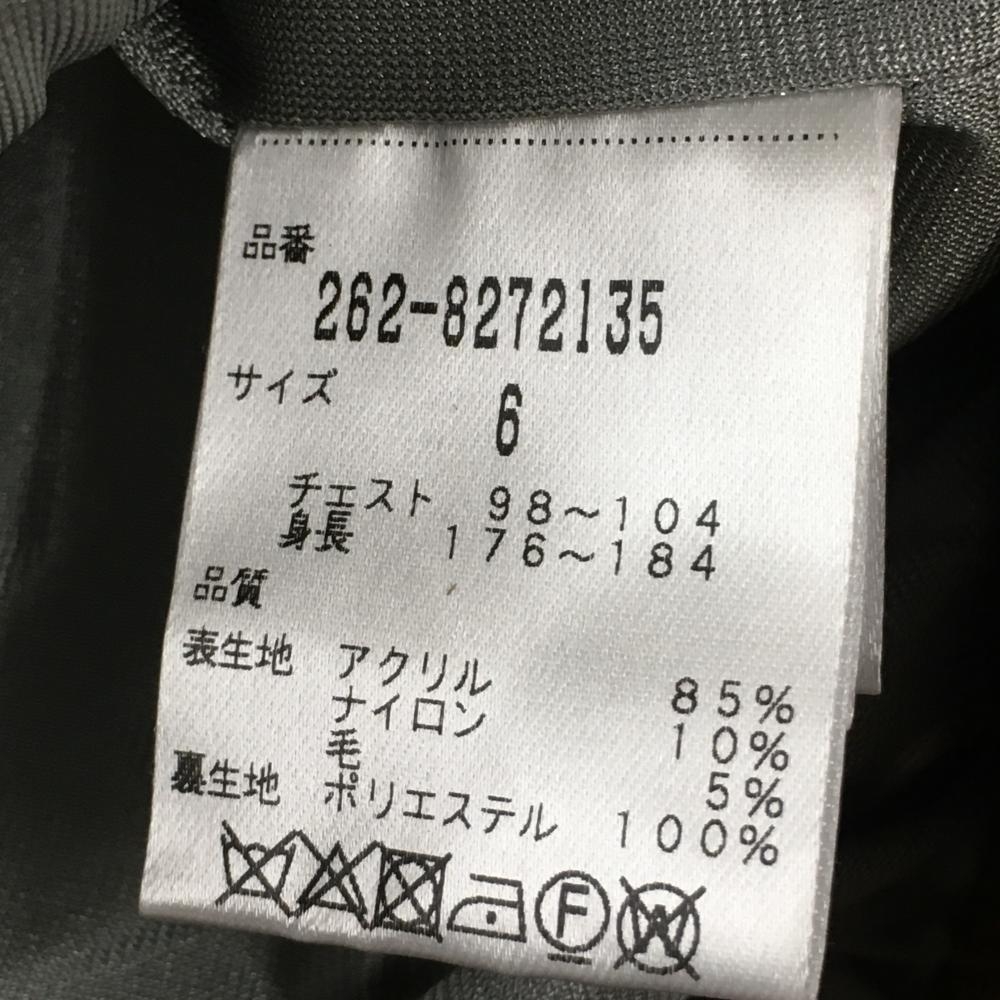 品番
262-8272135
サイズ
6
チェスト 98~104
身長 176~184
品質
表生地 アクリル 85%
ナイロン 10%
毛 5%
裏生地 ポリエステル 100%
F
W